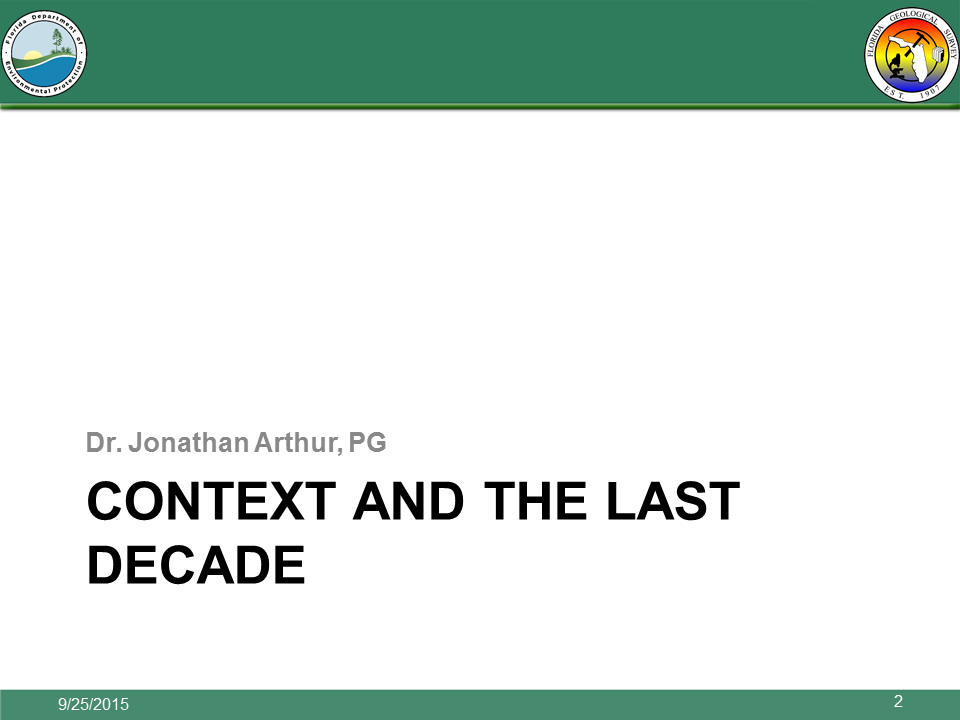 Florida Department of
Environmental Protection
FLORIDA GEOLOGICAL SURVEY
EST. 1907
Dr. Jonathan Arthur, PG
CONTEXT AND THE LAST
DECADE
9/25/2015
2